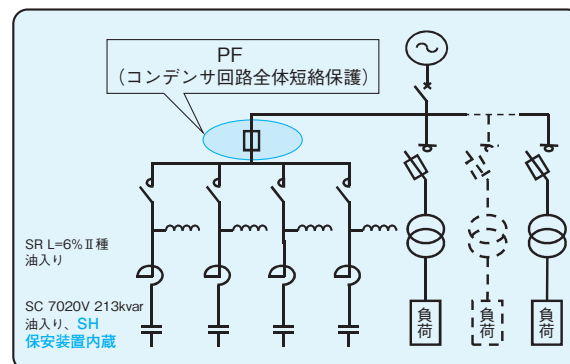 PF
（コンデンサ回路全体短絡保護）
SR L=6%Ⅱ種
油入り
SC 7020V 213kvar
油入り、SH
保安装置内蔵
負荷
負荷
負荷